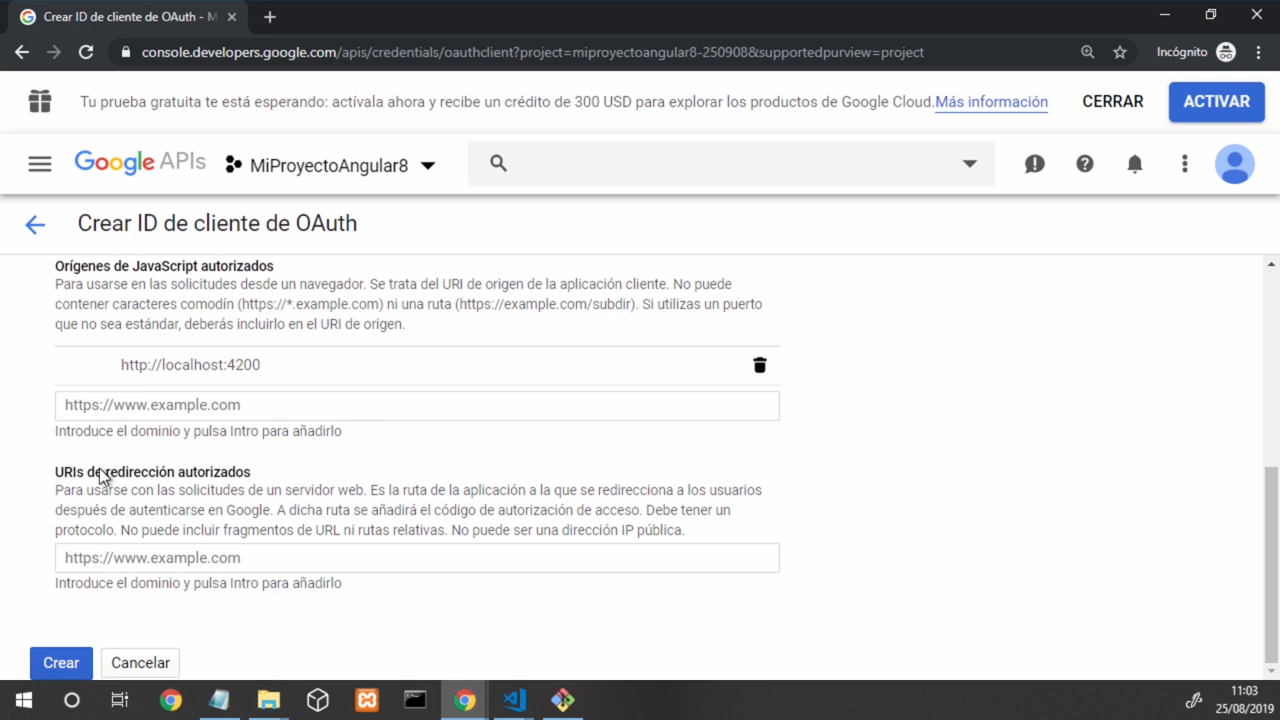 Crear ID de cliente de OAuth - M
console.developers.google.com/apis/credentials/oauthclient?project=miproyectoangular8-250908&supportedpurview=project
Incógnito
Tu prueba gratuita te está esperando: actívala ahora y recibe un crédito de 300 USD para explorar los productos de Google Cloud.Más información
CERRAR
ACTIVAR
Google APIs
MiProyectoAngular8
Crear ID de cliente de OAuth
Orígenes de JavaScript autorizados
Para usarse en las solicitudes desde un navegador. Se trata del URI de origen de la aplicación cliente. No puede
contener caracteres comodín (https://*.example.com) ni una ruta (https://example.com/subdir). Si utilizas un puerto
que no sea estándar, deberás incluirlo en el URI de origen.
http://localhost:4200
https://www.example.com
Introduce el dominio y pulsa Intro para añadirlo
URIs de redirección autorizados
Para usarse con las solicitudes de un servidor web. Es la ruta de la aplicación a la que se redirecciona a los usuarios
después de autenticarse en Google. A dicha ruta se añadirá el código de autorización de acceso. Debe tener un
protocolo. No puede incluir fragmentos de URL ni rutas relativas. No puede ser una dirección IP pública.
https://www.example.com
Introduce el dominio y pulsa Intro para añadirlo
Crear
Cancelar
11:03
25/08/2019